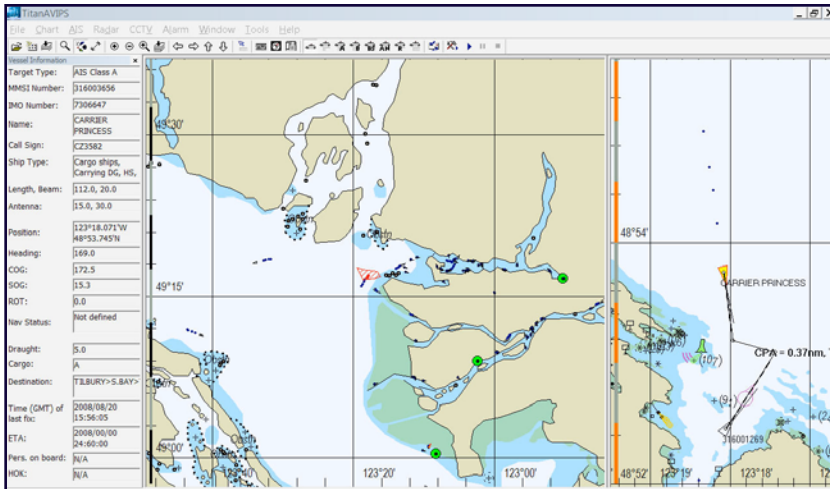 TitanAVIPS
File Chart AIS Radar CCTV Alarm Window Tools Help
Vessel Information
Target Type: AIS Class A
MMSI Number: 316003656
IMO Number: 7306647
Name: CARRIER
PRINCESS
Call Sign: CZ3582
Ship Type: Cargo ships,
Carrying DG, HS,
Length, Beam: 112.0, 20.0
Antenna: 15.0, 30.0
Position: 123°18.071'W
48°53.745'N
Heading: 169.0
COG: 172.5
SOG: 15.3
ROT: 0.0
Nav Status: Not defined
Draught: 5.0
Cargo: A
Destination: TILBURY>S.BAY>
Time (GMT) of
last fix: 2008/08/20
15:56:05
ETA: 2008/00/00
24:60:00
Pers. on board: N/A
HOK: N/A
49°30'
49°15'
49°00'
123°20'
123°00'
48°54'
CARRIER PRINCESS
CPA = 0.37nm,
(107)
316001269
48°52'
123°19'
123°18'